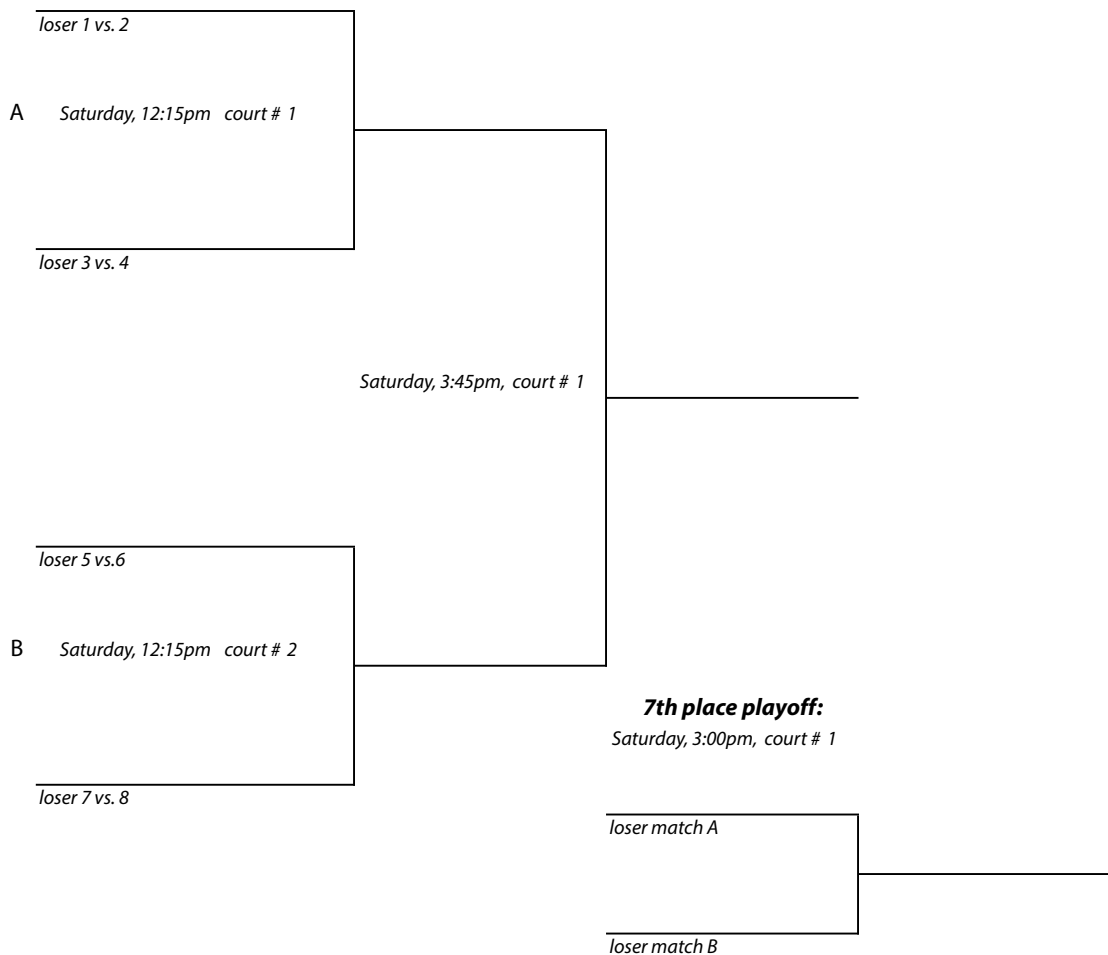 loser 1 vs. 2
A Saturday, 12:15pm court # 1
loser 3 vs. 4
Saturday, 3:45pm, court # 1
loser 5 vs.6
B Saturday, 12:15pm court # 2
loser 7 vs. 8
7th place playoff:
Saturday, 3:00pm, court # 1
loser match A
loser match B